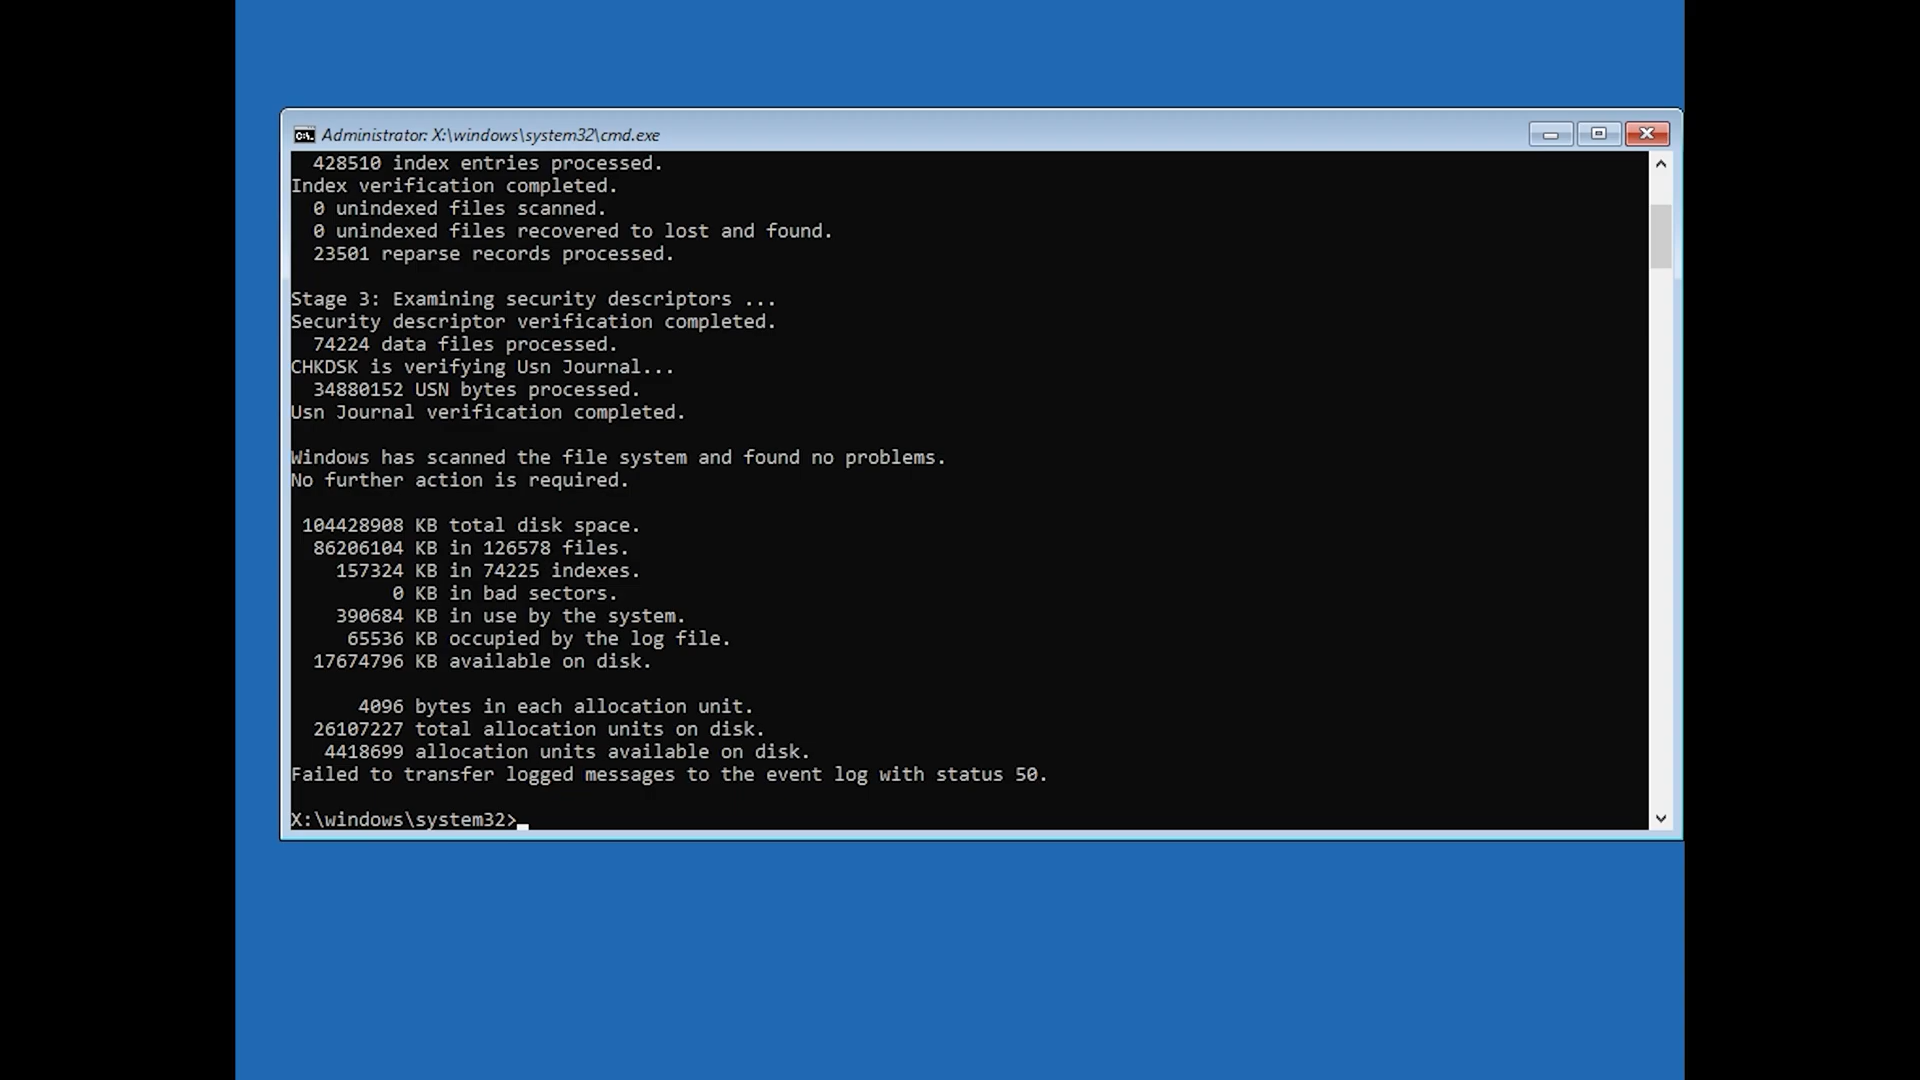 Administrator: X:\windows\system32\cmd.exe
428510 index entries processed.
Index verification completed.
0 unindexed files scanned.
0 unindexed files recovered to lost and found.
23501 reparse records processed.
Stage 3: Examining security descriptors ...
Security descriptor verification completed.
74224 data files processed.
CHKDSK is verifying Usn Journal...
34880152 USN bytes processed.
Usn Journal verification completed.
Windows has scanned the file system and found no problems.
No further action is required.
104428908 KB total disk space.
86206104 KB in 126578 files.
157324 KB in 74225 indexes.
0 KB in bad sectors.
390684 KB in use by the system.
65536 KB occupied by the log file.
17674796 KB available on disk.
4096 bytes in each allocation unit.
26107227 total allocation units on disk.
4418699 allocation units available on disk.
Failed to transfer logged messages to the event log with status 50.
X:\windows\system32>